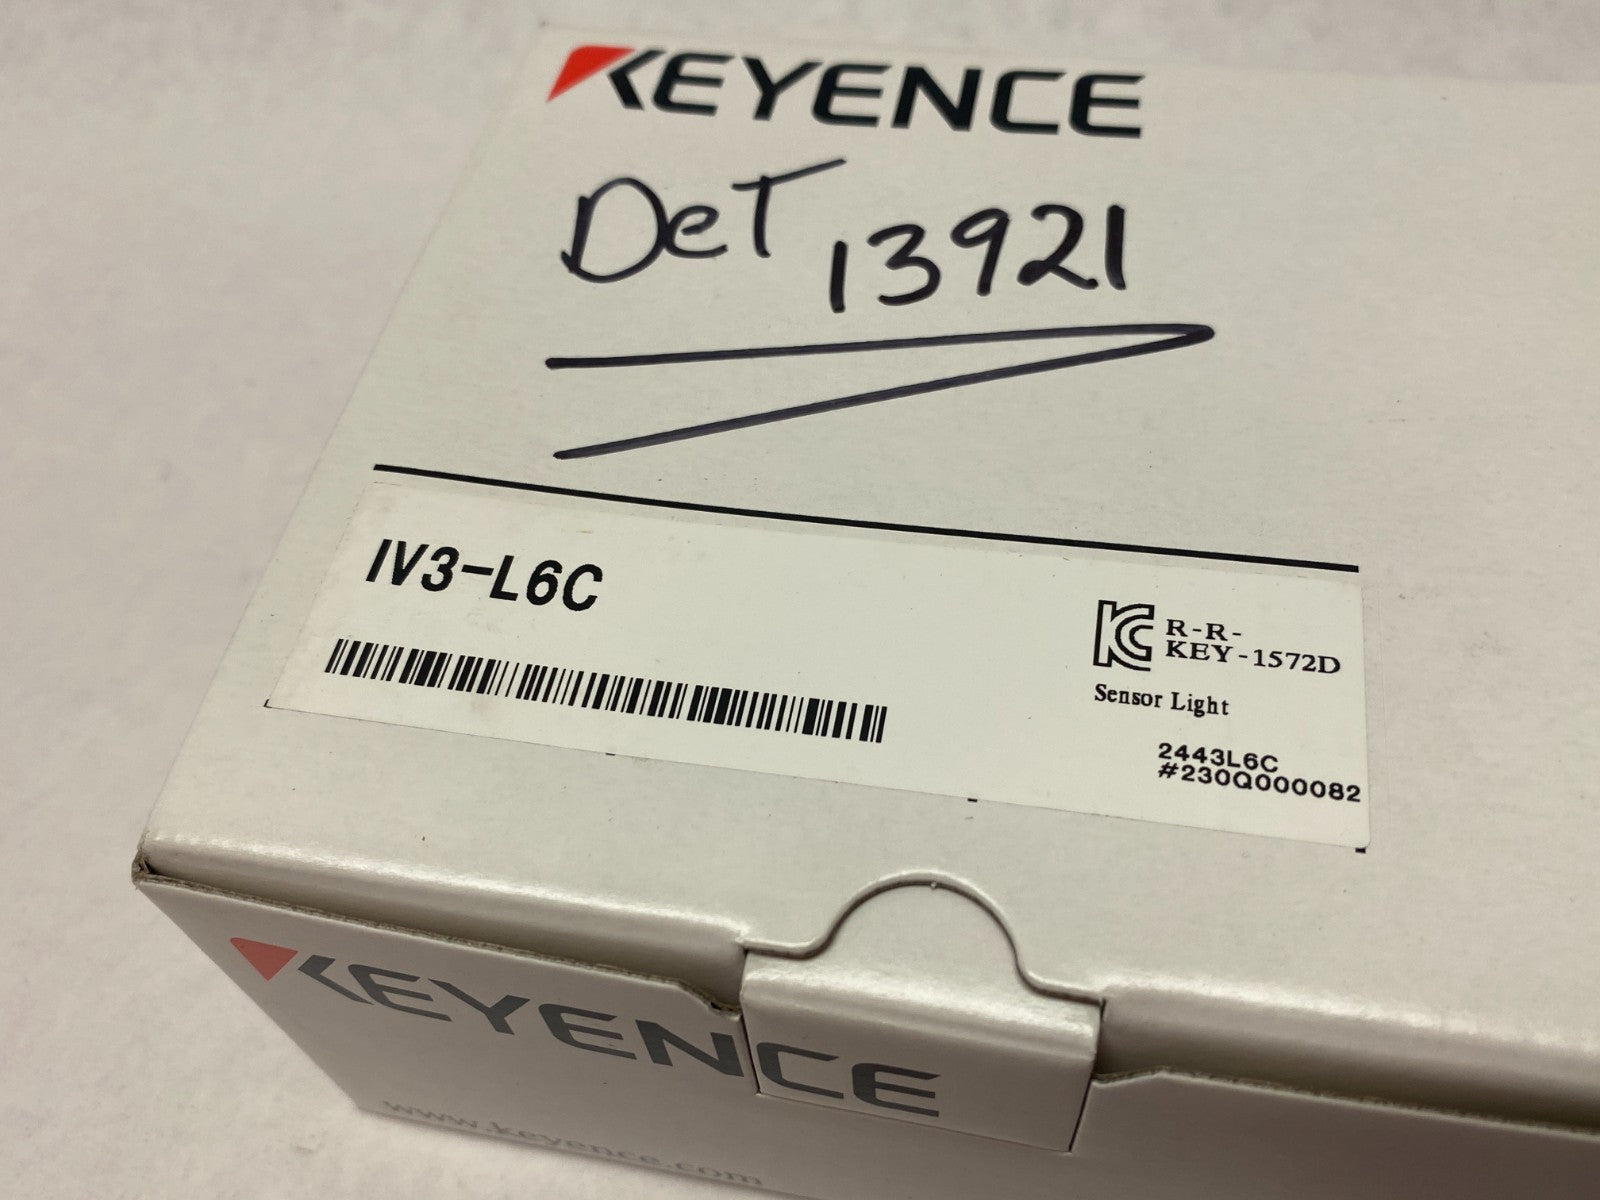 KEYENCE
DeT 13921
IV3-L6C
R-R-
KEY-1572D
Sensor Light
2443L6C
#230Q000082
KEYENCE
www.keyence.com